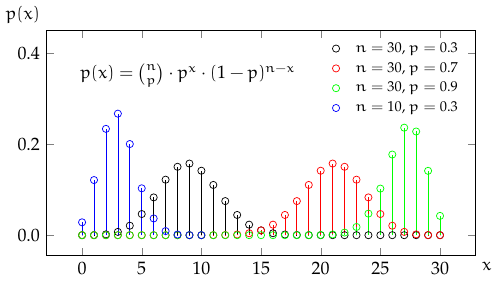 p(x)
0.4
0.2
0.0
p(x) = (n p) · p^x · (1 − p)^{n−x}
n = 30, p = 0.3
n = 30, p = 0.7
n = 30, p = 0.9
n = 10, p = 0.3
0 5 10 15 20 25 30
x